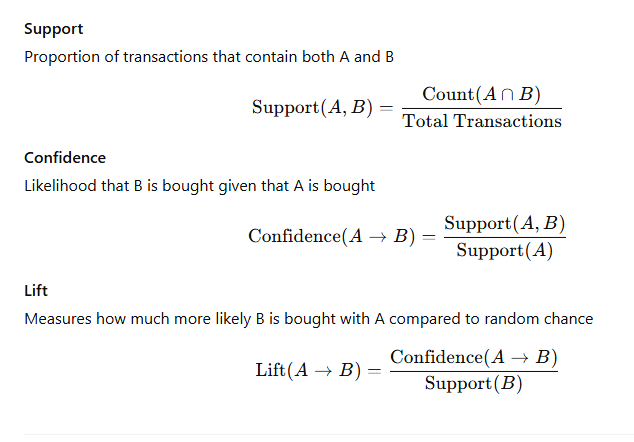 Support
Proportion of transactions that contain both A and B
Support(A, B) = Count(A ∩ B) / Total Transactions
Confidence
Likelihood that B is bought given that A is bought
Confidence(A → B) = Support(A, B) / Support(A)
Lift
Measures how much more likely B is bought with A compared to random chance
Lift(A → B) = Confidence(A → B) / Support(B)